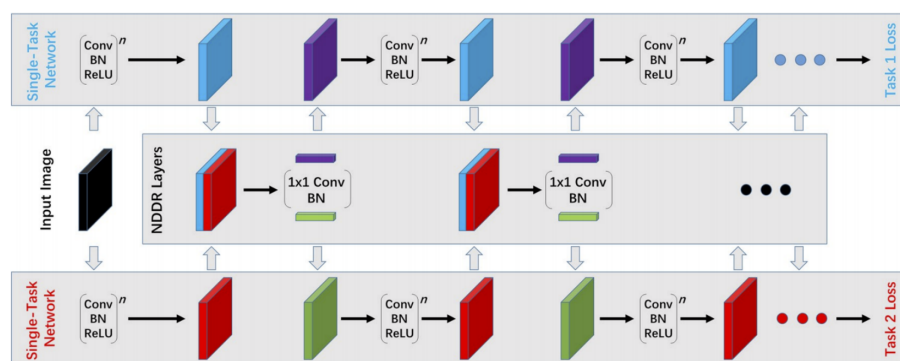 Single-Task
Network
Conv
BN
ReLU
n
Conv
BN
ReLU
n
Conv
BN
ReLU
n
Task 1 Loss
Input Image
NDDR Layers
1x1 Conv
BN
1x1 Conv
BN
Single-Task
Network
Conv
BN
ReLU
n
Conv
BN
ReLU
n
Conv
BN
ReLU
n
Task 2 Loss